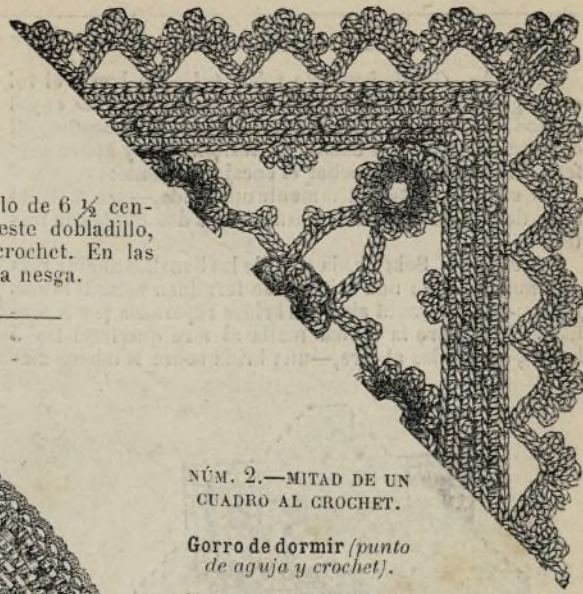 lo de 6 ½ cen-
este dobladillo,
crochet. En las
a nesga.
NÚM. 2.—MITAD DE UN
CUADRO AL CROCHET.
Gorro de dormir (punto
de aguja y crochet).